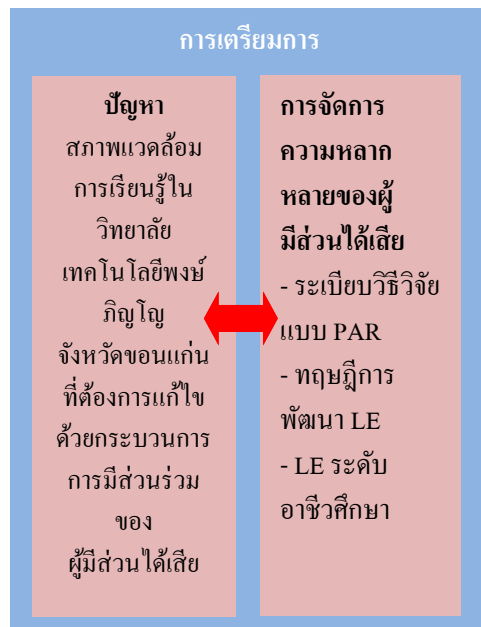 การเตรียมการ
ปัญหา
สภาพแวดล้อม
การเรียนรู้ใน
วิทยาลัย
เทคโนโลยีพงษ์
ภิญโญ
จังหวัดขอนแก่น
ที่ต้องการแก้ไข
ด้วยกระบวนการ
การมีส่วนร่วม
ของ
ผู้มีส่วนได้เสีย
การจัดการ
ความหลาก
หลายของผู้
มีส่วนได้เสีย
- ระเบียบวิธีวิจัย
แบบ PAR
- ทฤษฎีการ
พัฒนา LE
- LE ระดับ
อาชีวศึกษา